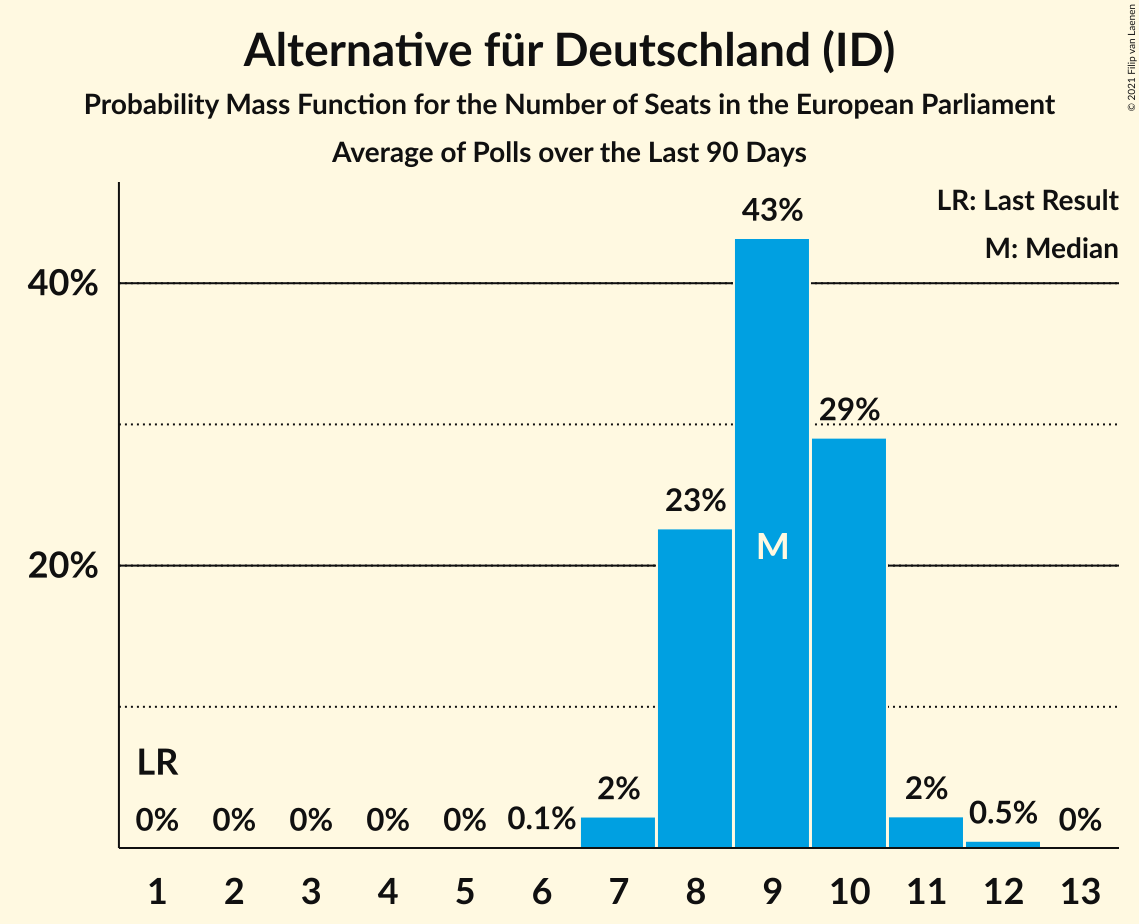 Alternative für Deutschland (ID)
Probability Mass Function for the Number of Seats in the European Parliament
Average of Polls over the Last 90 Days
© 2021 Filip van Laenen
LR: Last Result
M: Median
43%
40%
29%
23%
M
20%
LR
0% 0% 0% 0% 0% 0.1% 2% 2% 0.5% 0%
1 2 3 4 5 6 7 8 9 10 11 12 13